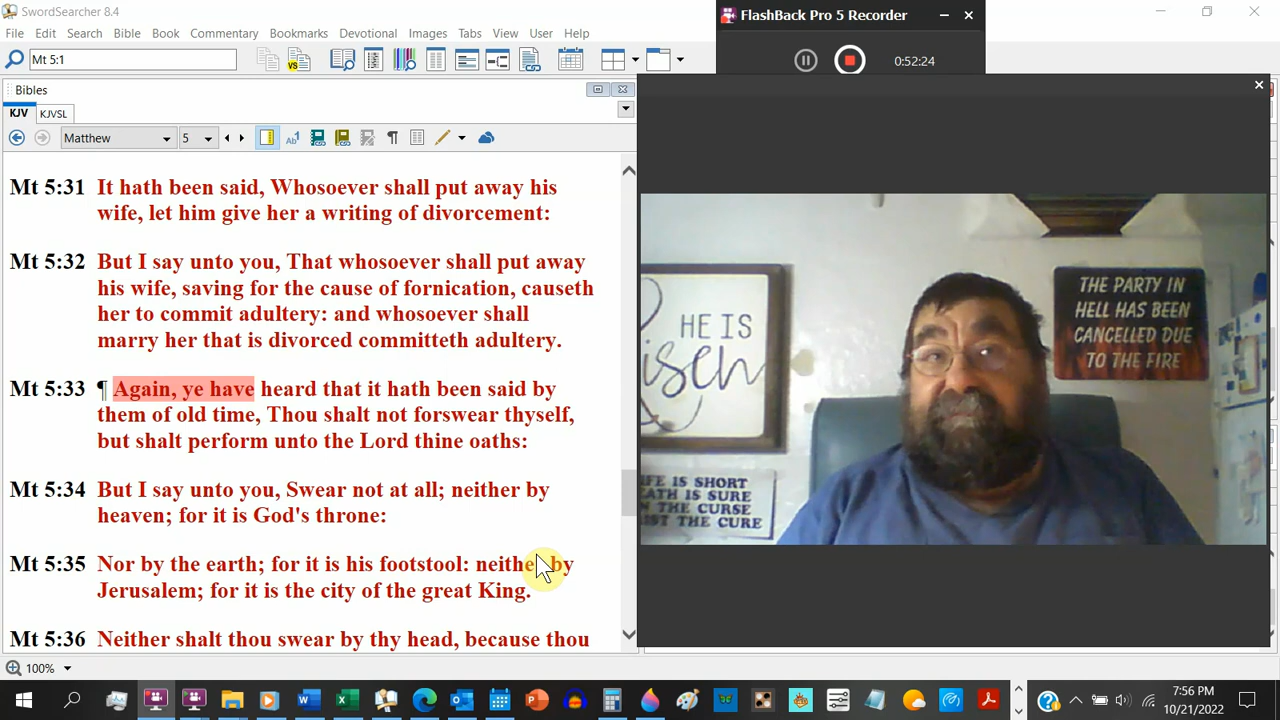 SwordSearcher 8.4
FlashBack Pro 5 Recorder
File Edit Search Bible Book Commentary Bookmarks Devotional Images Tabs View User Help
Mt 5:1
VS
0:52:24
Bibles
KJV KJVSL
Matthew 5
Mt 5:31 It hath been said, Whosoever shall put away his
wife, let him give her a writing of divorcement:
Mt 5:32 But I say unto you, That whosoever shall put away
his wife, saving for the cause of fornication, causeth
her to commit adultery: and whosoever shall
marry her that is divorced committeth adultery.
Mt 5:33 ¶ Again, ye have heard that it hath been said by
them of old time, Thou shalt not forswear thyself,
but shalt perform unto the Lord thine oaths:
Mt 5:34 But I say unto you, Swear not at all; neither by
heaven; for it is God's throne:
Mt 5:35 Nor by the earth; for it is his footstool: neither by
Jerusalem; for it is the city of the great King.
Mt 5:36 Neither shalt thou swear by thy head, because thou
HE IS
Risen
IFE IS SHORT
EATH IS SURE
N THE CURSE
IST THE CURE
THE PARTY IN
HELL HAS BEEN
CANCELLED DUE
TO THE FIRE
100%
7:56 PM
10/21/2022